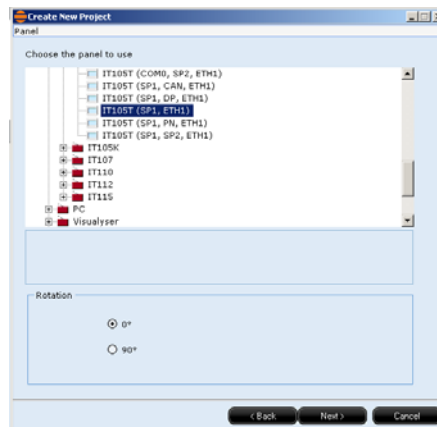 Create New Project
Panel
Choose the panel to use
IT105T (COM0, SP2, ETH1)
IT105T (SP1, CAN, ETH1)
IT105T (SP1, DP, ETH1)
IT105T (SP1, ETH1)
IT105T (SP1, PN, ETH1)
IT105T (SP1, SP2, ETH1)
IT105K
IT107
IT110
IT112
IT115
PC
Visualyser
Rotation
0°
90°
< Back
Next >
Cancel